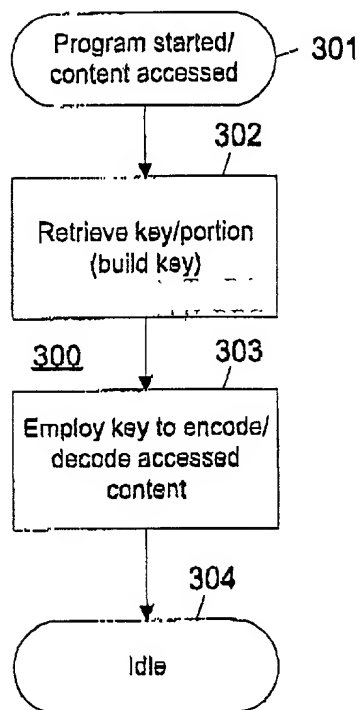 Program started/
content accessed
301
302
Retrieve key/portion
(build key)
300
303
Employ key to encode/
decode accessed
content
304
Idle